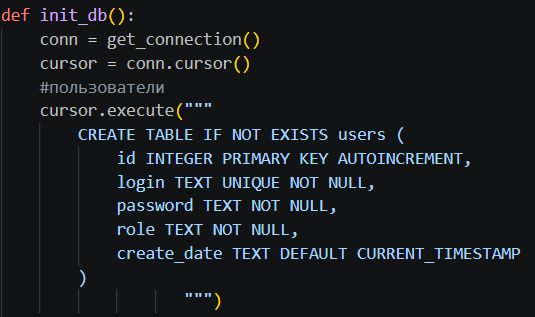 def init_db():
    conn = get_connection()
    cursor = conn.cursor()
    #пользователи
    cursor.execute("""
        CREATE TABLE IF NOT EXISTS users (
            id INTEGER PRIMARY KEY AUTOINCREMENT,
            login TEXT UNIQUE NOT NULL,
            password TEXT NOT NULL,
            role TEXT NOT NULL,
            create_date TEXT DEFAULT CURRENT_TIMESTAMP
        )
                   """)